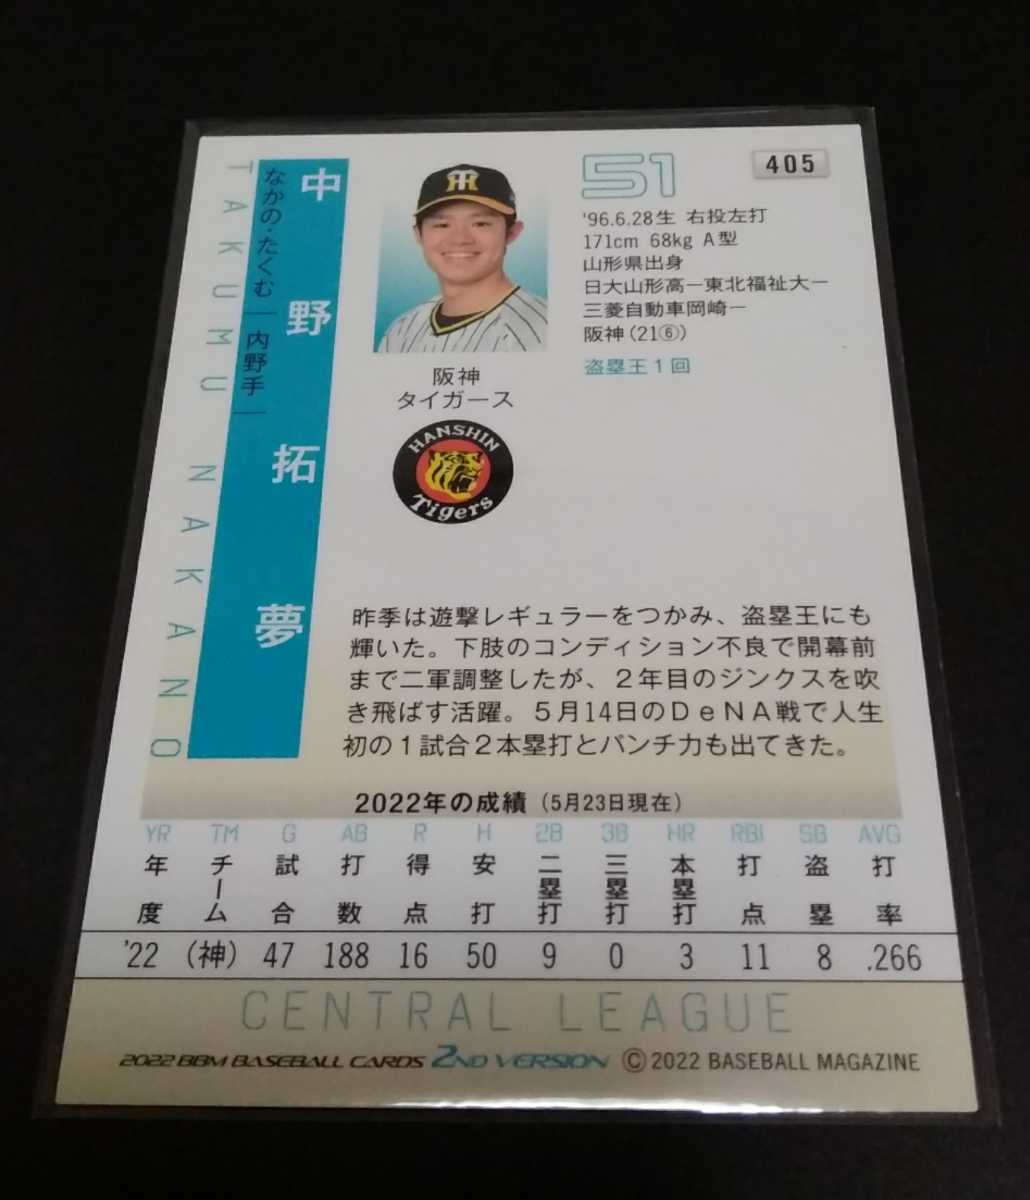 TAKUMU NAKANO
なかの・たくむ
内野手
中野拓夢
TH
51
405
'96.6.28生 右投左打
171cm 68kg A型
山形県出身
日大山形高ー東北福祉大ー
三菱自動車岡崎ー
阪神(21⑥)
盗塁王1回
阪神
タイガース
HANSHIN
Tigers
昨季は遊撃レギュラーをつかみ、盗塁王にも
輝いた。下肢のコンディション不良で開幕前
まで二軍調整したが、2年目のジンクスを吹
き飛ばす活躍。5月14日のDeNA戦で人生
初の1試合2本塁打とパンチ力も出てきた。
2022年の成績(5月23日現在)
YR TM G AB R H 2B 3B HR RBI SB AVG
年度 チーム 試合 打数 得点 安打 二塁打 三塁打 本塁打 打点 盗塁 打率
'22 (神) 47 188 16 50 9 0 3 11 8 .266
CENTRAL LEAGUE
2022 BBM BASEBALL CARDS 2ND VERSION © 2022 BASEBALL MAGAZINE